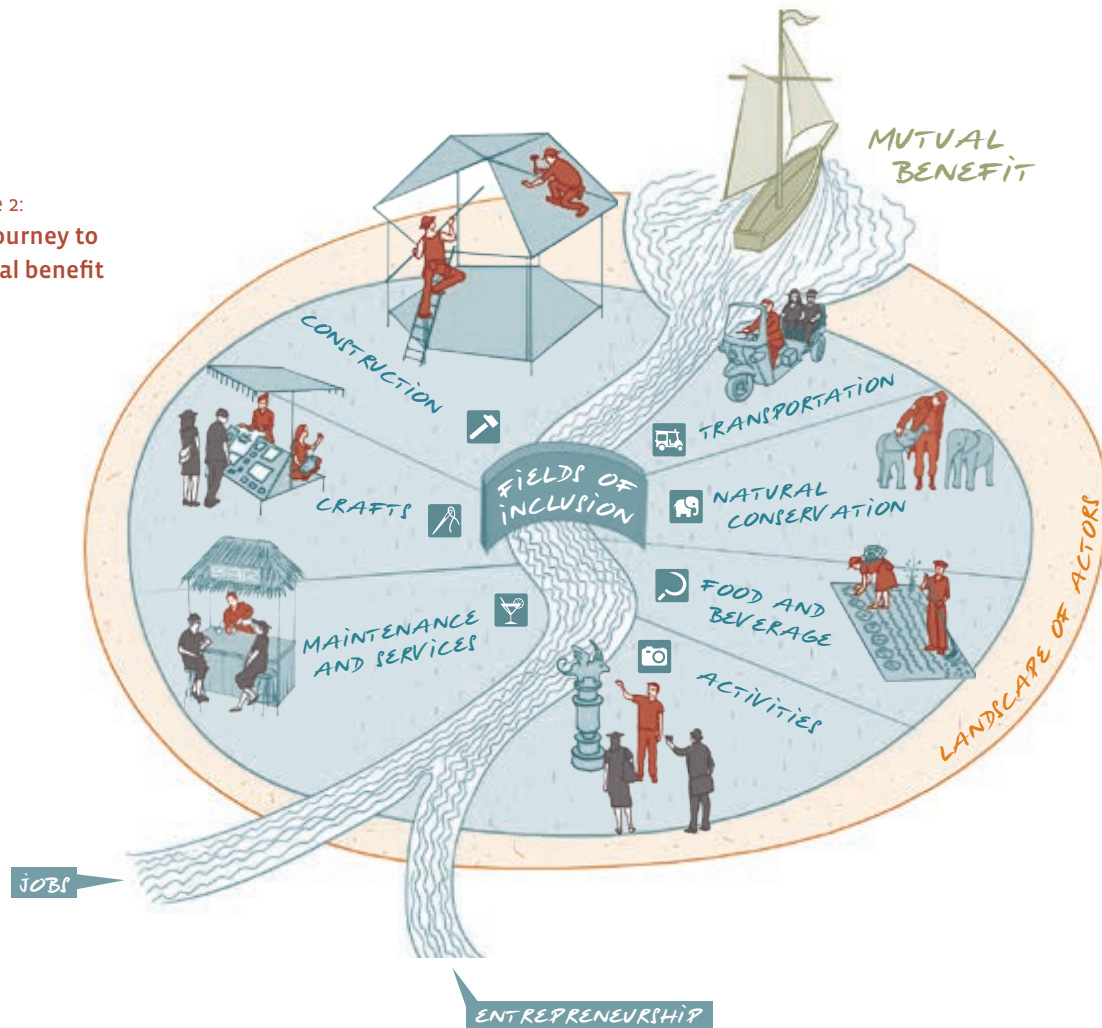 MUTUAL
BENEFIT
2:
ourney to
al benefit
CONSTRUCTION
TRANSPORTATION
CRAFTS
FIELDS OF
INCLUSION
NATURAL
CONSERVATION
MAINTENANCE
AND SERVICES
FOOD AND
BEVERAGE
ACTIVITIES
LANDSCAPE OF ACTORS
JOBS
ENTREPRENEURSHIP